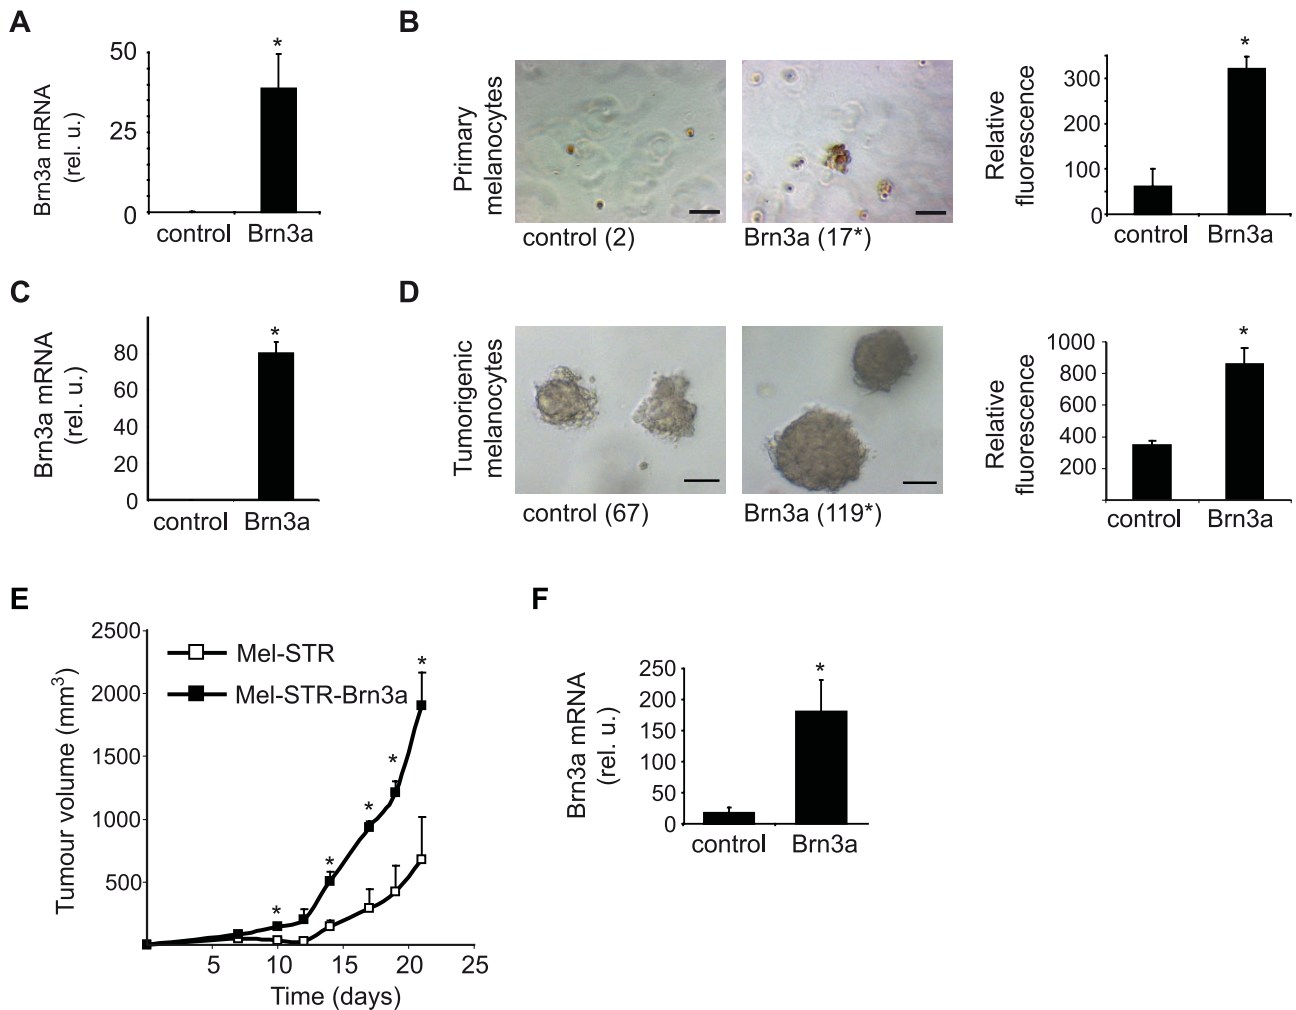 A
Brn3a mRNA
(rel. u.)
50
25
0
*
control Brn3a
B
Primary
melanocytes
control (2)
Brn3a (17*)
Relative
fluorescence
300
200
100
0
*
control Brn3a
C
Brn3a mRNA
(rel. u.)
80
60
40
20
0
*
control Brn3a
D
Tumorigenic
melanocytes
control (67)
Brn3a (119*)
Relative
fluorescence
1000
800
600
400
200
*
control Brn3a
E
Tumour volume (mm³)
2500
2000
1500
1000
500
Mel-STR
Mel-STR-Brn3a
*
*
*
*
*
5 10 15 20 25
Time (days)
F
Brn3a mRNA
(rel. u.)
250
200
150
100
50
0
*
control Brn3a